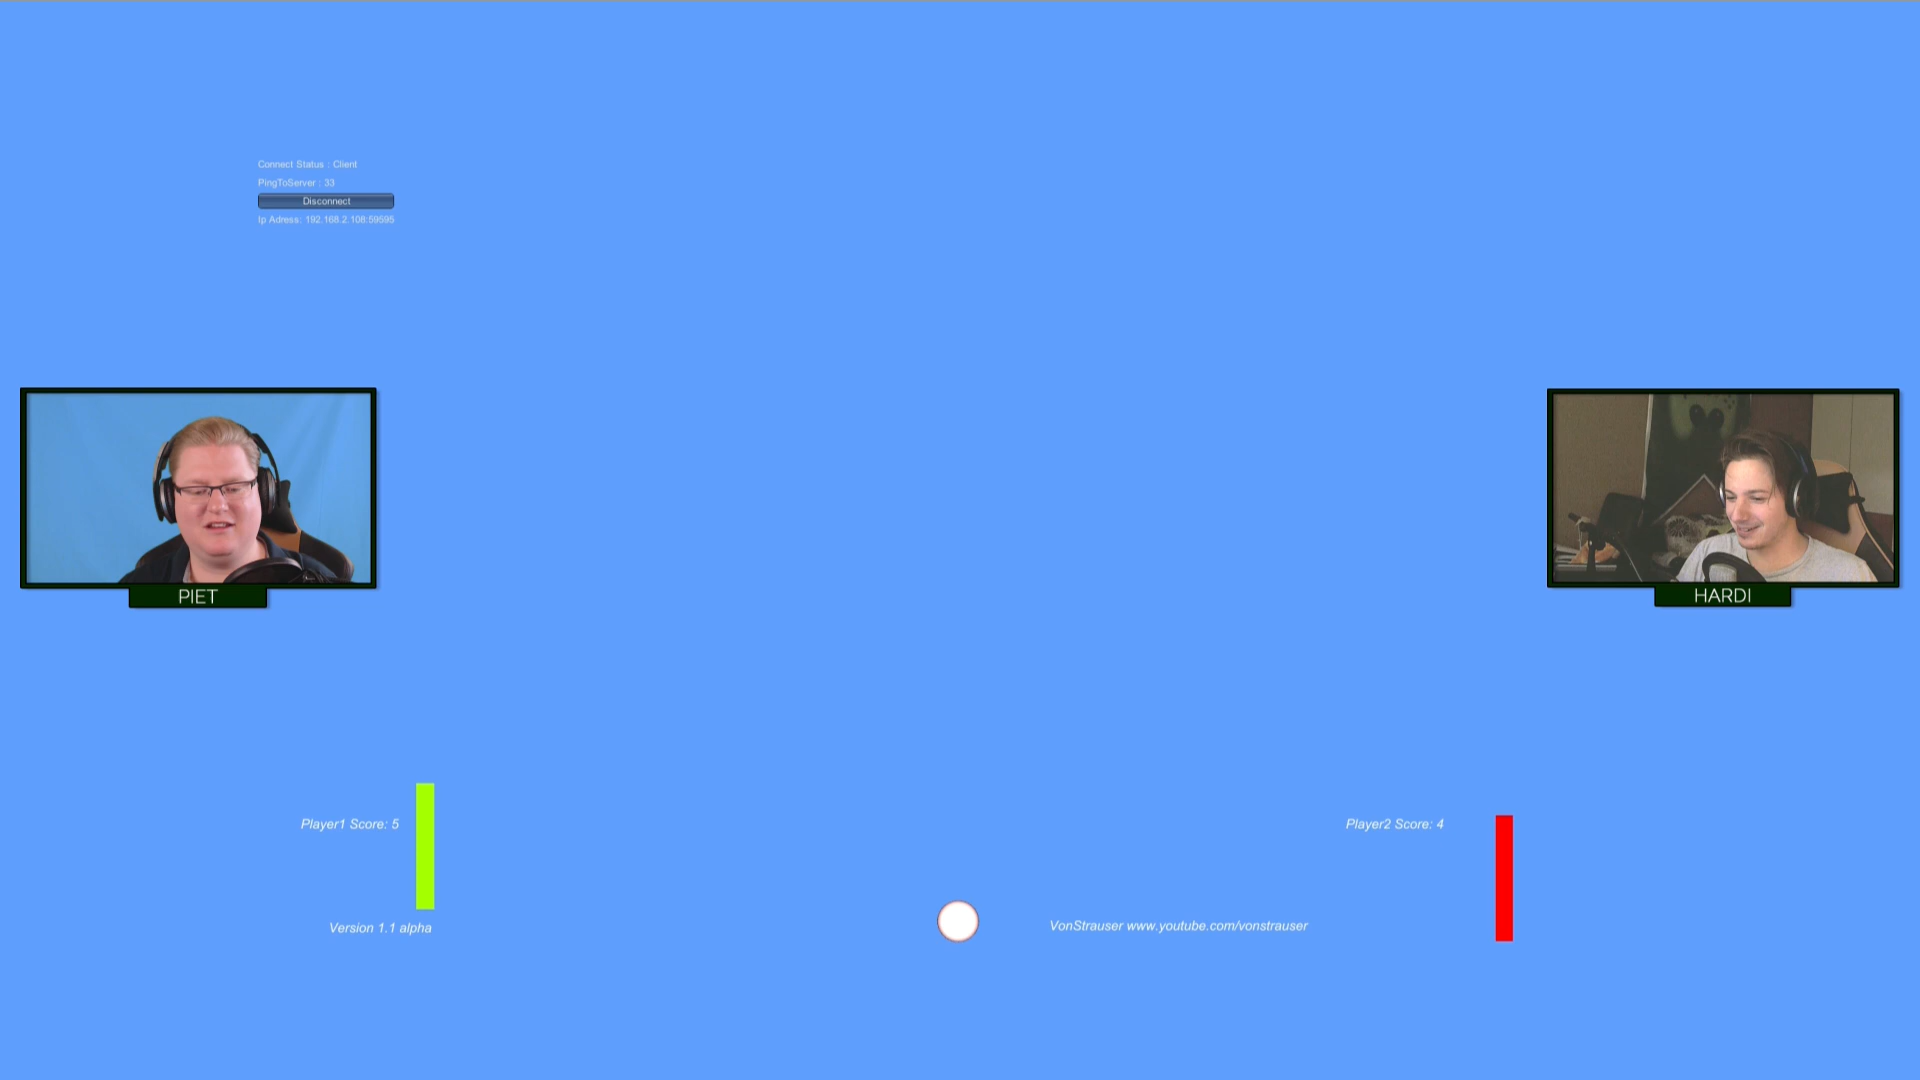 Connect Status : Client
PingToServer : 33
Disconnect
Ip Adress: 192.168.2.108:59595
PIET
HARDI
Player1 Score: 5
Player2 Score: 4
Version 1.1 alpha
VonStrauser www.youtube.com/vonstrauser